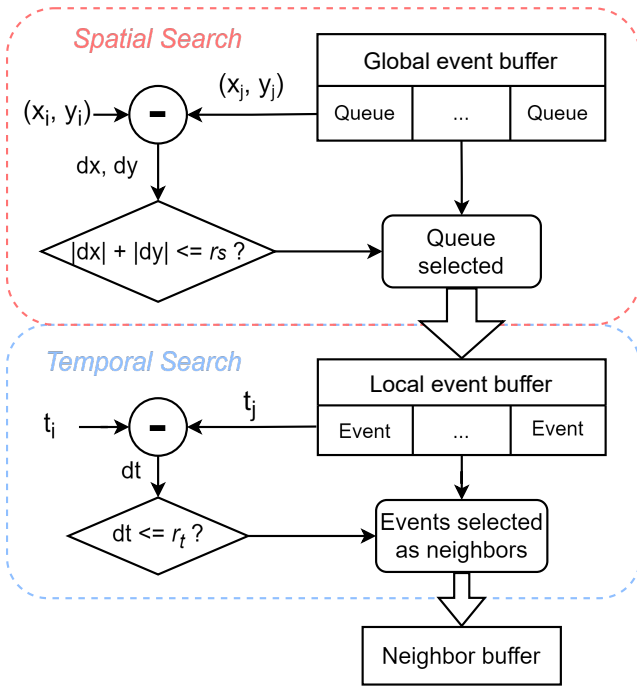 Spatial Search
Global event buffer
(xi, yi)
-
(xj, yj)
Queue
...
Queue
dx, dy
|dx| + |dy| <= rs ?
Queue
selected
Temporal Search
Local event buffer
ti
-
tj
Event
...
Event
dt
dt <= rt ?
Events selected
as neighbors
Neighbor buffer